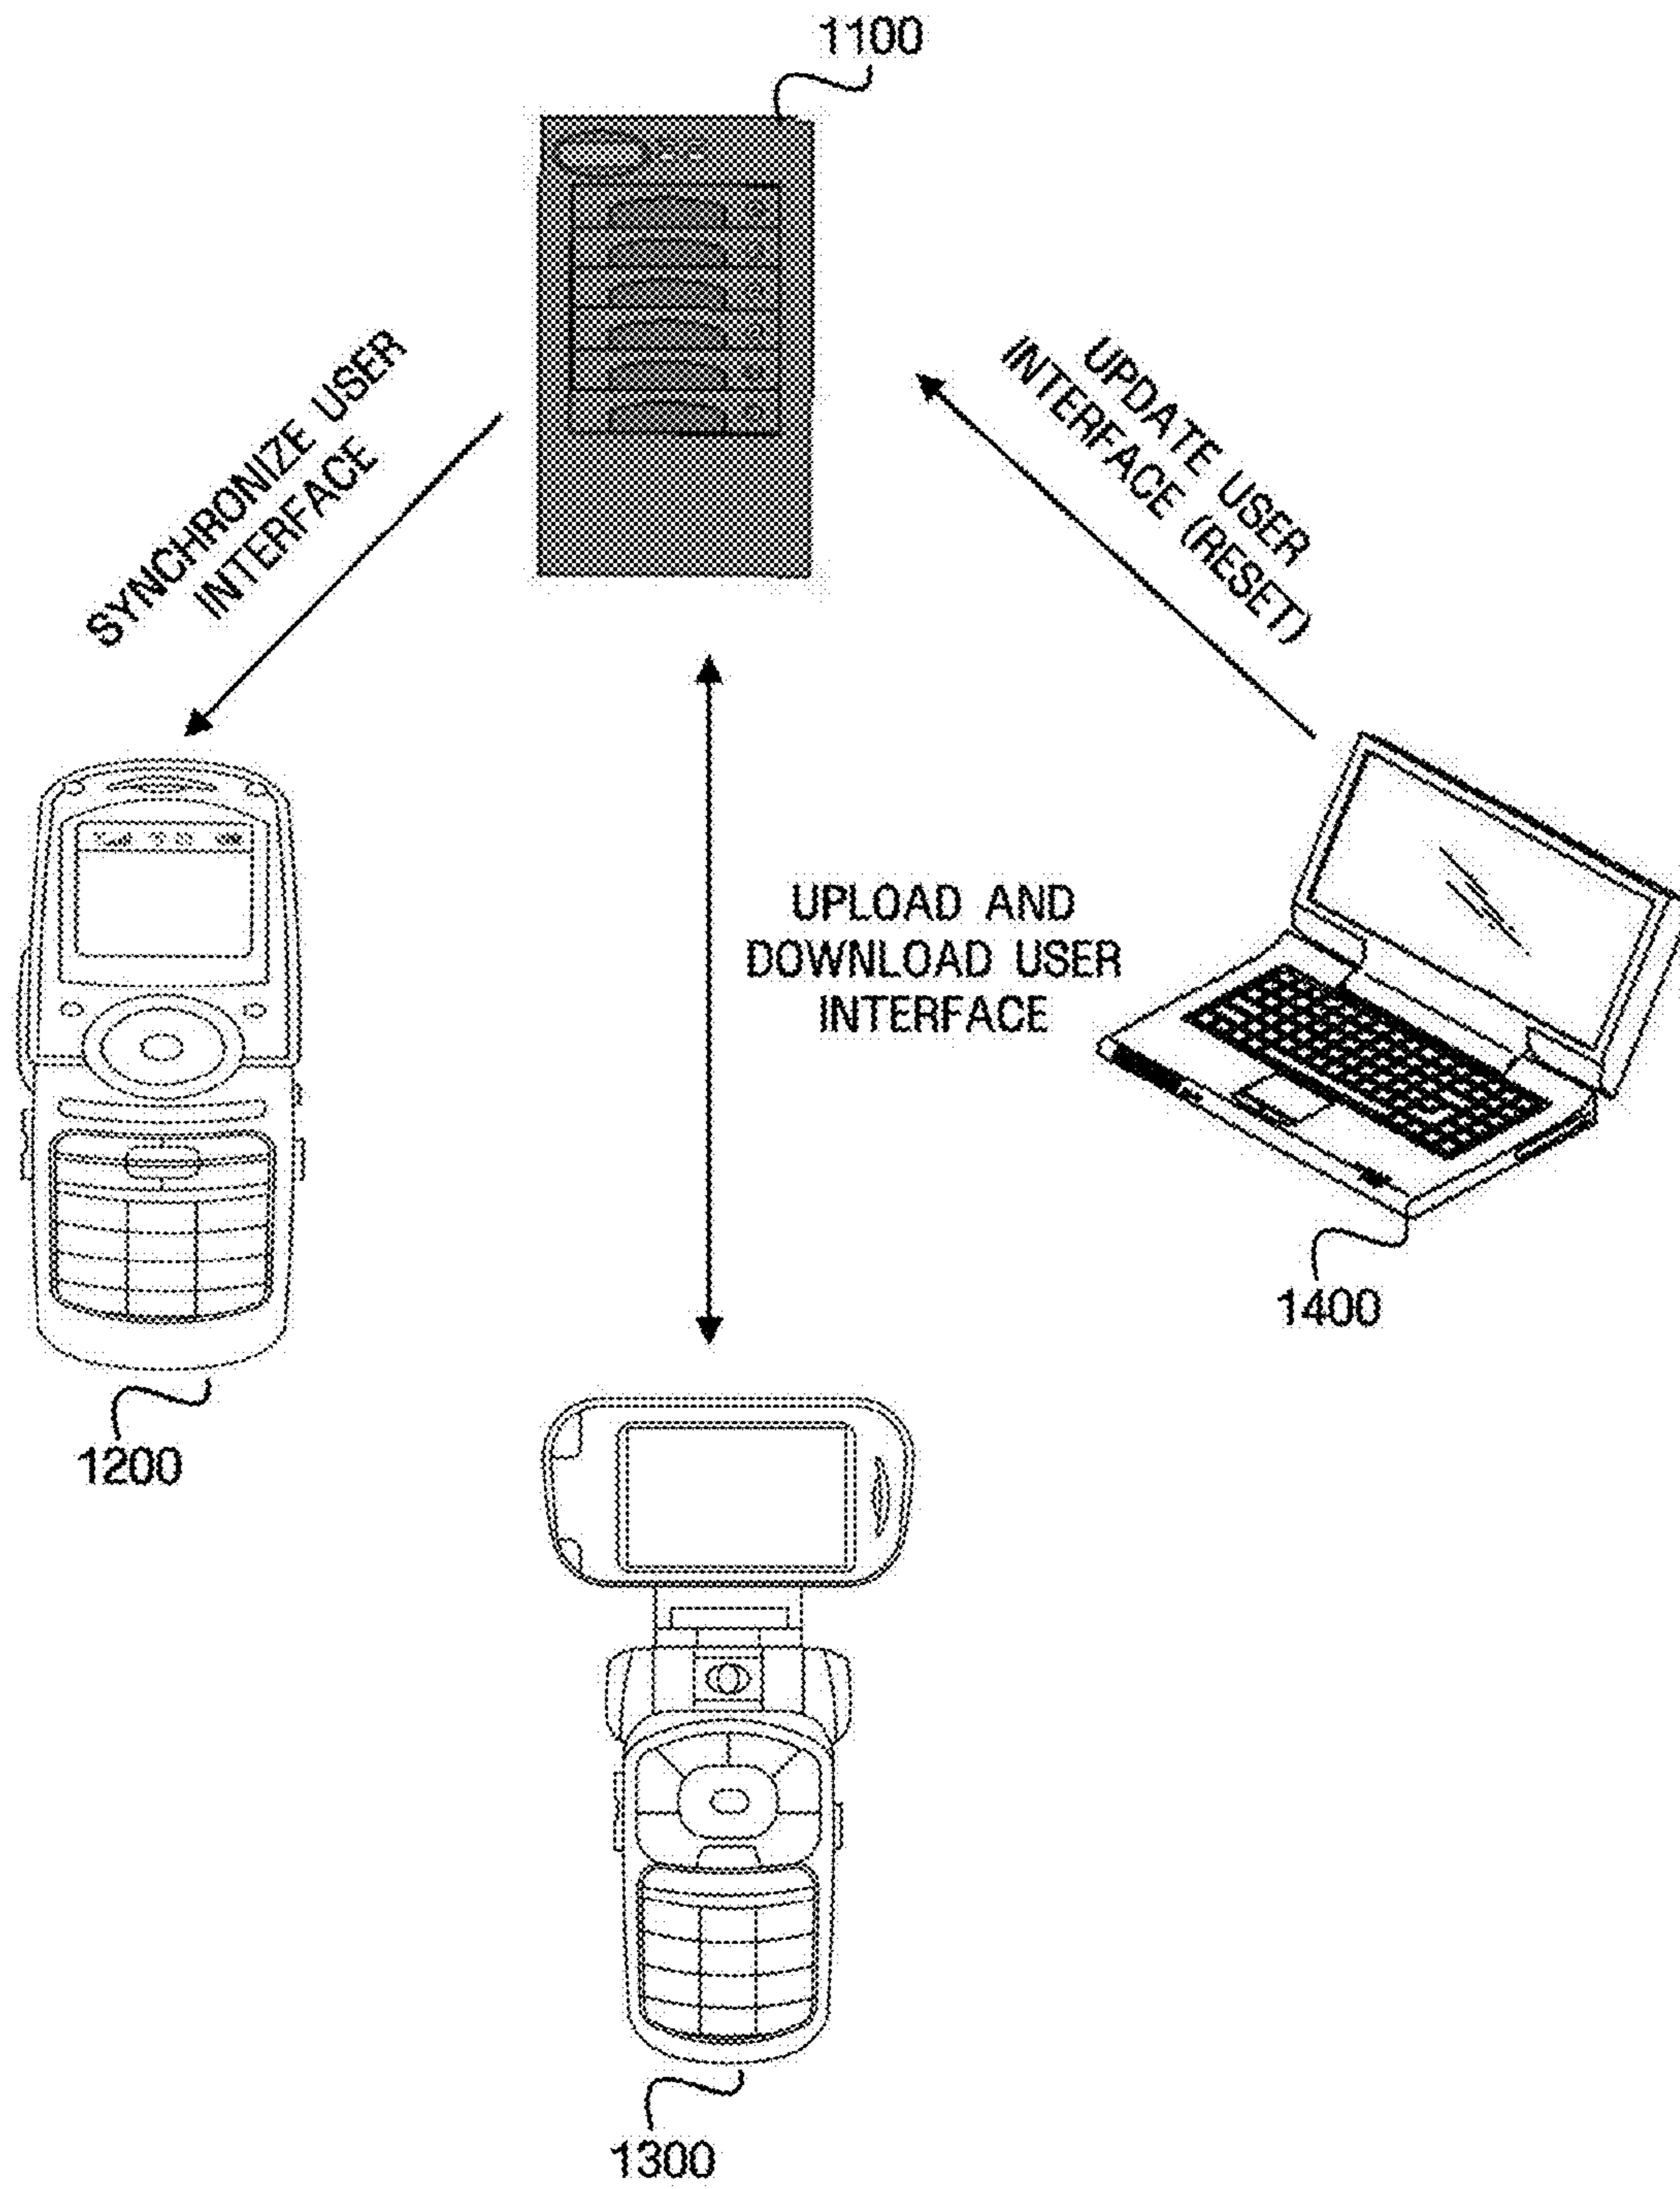 1100
SYNCHRONIZE USER
INTERFACE
UPDATE USER
INTERFACE (RESET)
UPLOAD AND
DOWNLOAD USER
INTERFACE
1400
1200
1300